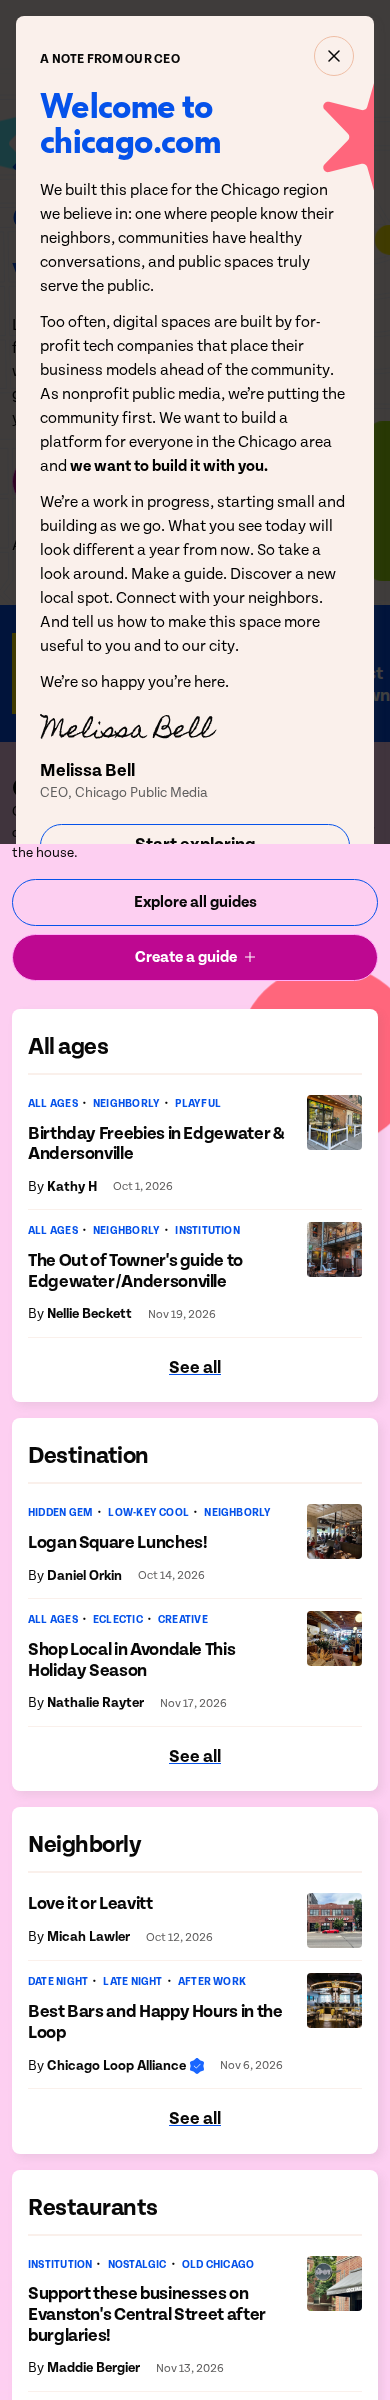 A NOTE FROM OUR CEO
Welcome to
chicago.com
We built this place for the Chicago region
we believe in: one where people know their
neighbors, communities have healthy
conversations, and public spaces truly
serve the public.
Too often, digital spaces are built by for-
profit tech companies that place their
business models ahead of the community.
As nonprofit public media, we’re putting the
community first. We want to build a
platform for everyone in the Chicago area
and we want to build it with you.
We’re a work in progress, starting small and
building as we go. What you see today will
look different a year from now. So take a
look around. Make a guide. Discover a new
local spot. Connect with your neighbors.
And tell us how to make this space more
useful to you and to our city.
We’re so happy you’re here.
Melissa Bell
Melissa Bell
CEO, Chicago Public Media
Start exploring
the house.
Explore all guides
Create a guide +
All ages
ALL AGES • NEIGHBORLY • PLAYFUL
Birthday Freebies in Edgewater &
Andersonville
By Kathy H Oct 1, 2026
ALL AGES • NEIGHBORLY • INSTITUTION
The Out of Towner's guide to
Edgewater/Andersonville
By Nellie Beckett Nov 19, 2026
See all
Destination
HIDDEN GEM • LOW-KEY COOL • NEIGHBORLY
Logan Square Lunches!
By Daniel Orkin Oct 14, 2026
ALL AGES • ECLECTIC • CREATIVE
Shop Local in Avondale This
Holiday Season
By Nathalie Rayter Nov 17, 2026
See all
Neighborly
Love it or Leavitt
By Micah Lawler Oct 12, 2026
DATE NIGHT • LATE NIGHT • AFTER WORK
Best Bars and Happy Hours in the
Loop
By Chicago Loop Alliance Nov 6, 2026
See all
Restaurants
INSTITUTION • NOSTALGIC • OLD CHICAGO
Support these businesses on
Evanston's Central Street after
burglaries!
By Maddie Bergier Nov 13, 2026